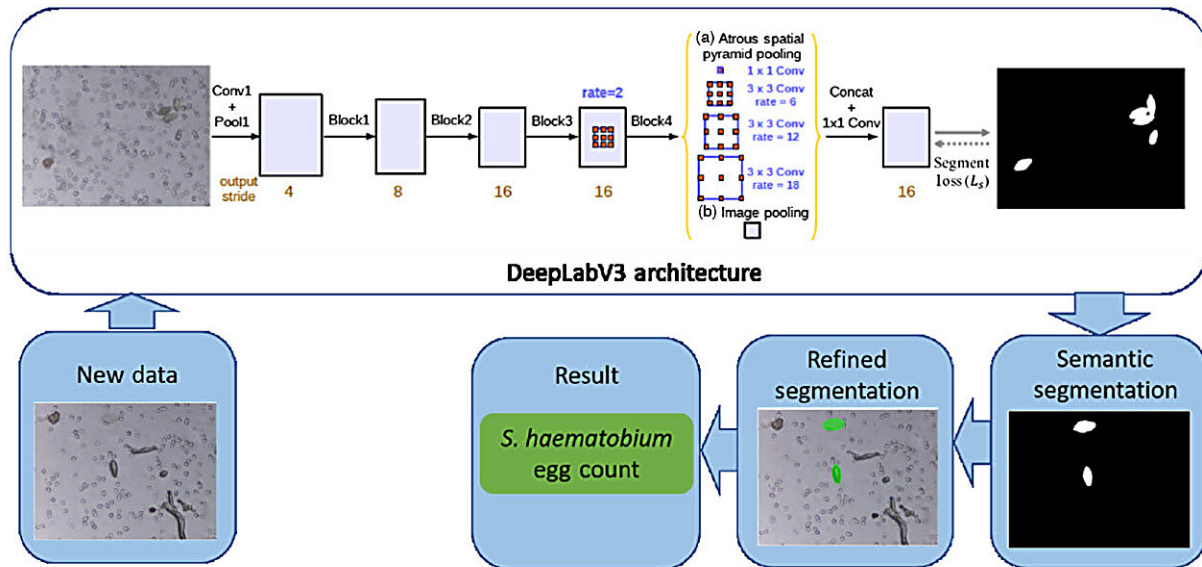 Conv1
+
Pool1
output
stride
4
Block1
8
Block2
16
Block3
rate=2
16
Block4
(a) Atrous spatial
pyramid pooling
1 x 1 Conv
3 x 3 Conv
rate = 6
3 x 3 Conv
rate = 12
3 x 3 Conv
rate = 18
(b) Image pooling
Concat
+
1x1 Conv
16
Segment
loss (Ls)
DeepLabV3 architecture
New data
Result
S. haematobium
egg count
Refined
segmentation
Semantic
segmentation